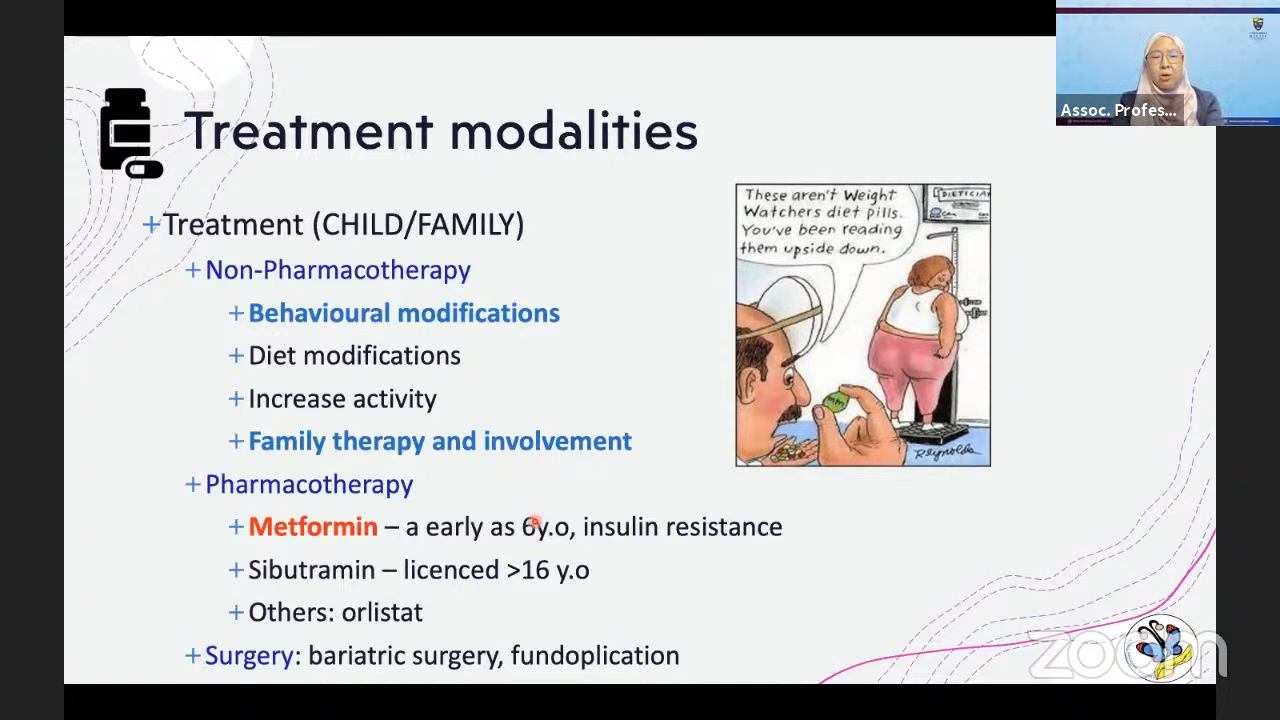 Treatment modalities
+Treatment (CHILD/FAMILY)
+Non-Pharmacotherapy
+Behavioural modifications
+Diet modifications
+Increase activity
+Family therapy and involvement
+Pharmacotherapy
+Metformin – a early as 6y.o, insulin resistance
+Sibutramin – licenced >16 y.o
+Others: orlistat
+Surgery: bariatric surgery, fundoplication
These aren't Weight
Watchers diet pills.
You've been reading
them upside down.
DIETICIAN
mm
Reynolds
Assoc. Profes...
zoom